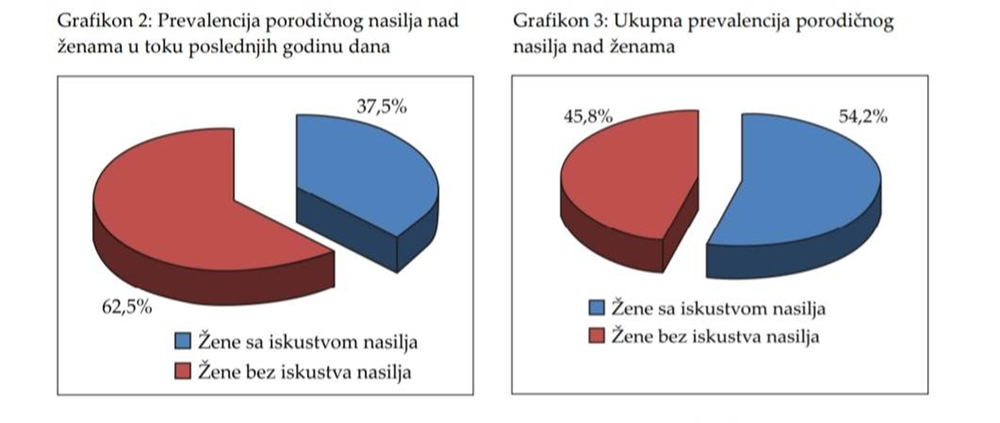 Grafikon 2: Prevalencija porodičnog nasilja nad
ženama u toku poslednjih godinu dana
37,5%
62,5%
Žene sa iskustvom nasilja
Žene bez iskustva nasilja
Grafikon 3: Ukupna prevalencija porodičnog
nasilja nad ženama
45,8%
54,2%
Žene sa iskustvom nasilja
Žene bez iskustva nasilja